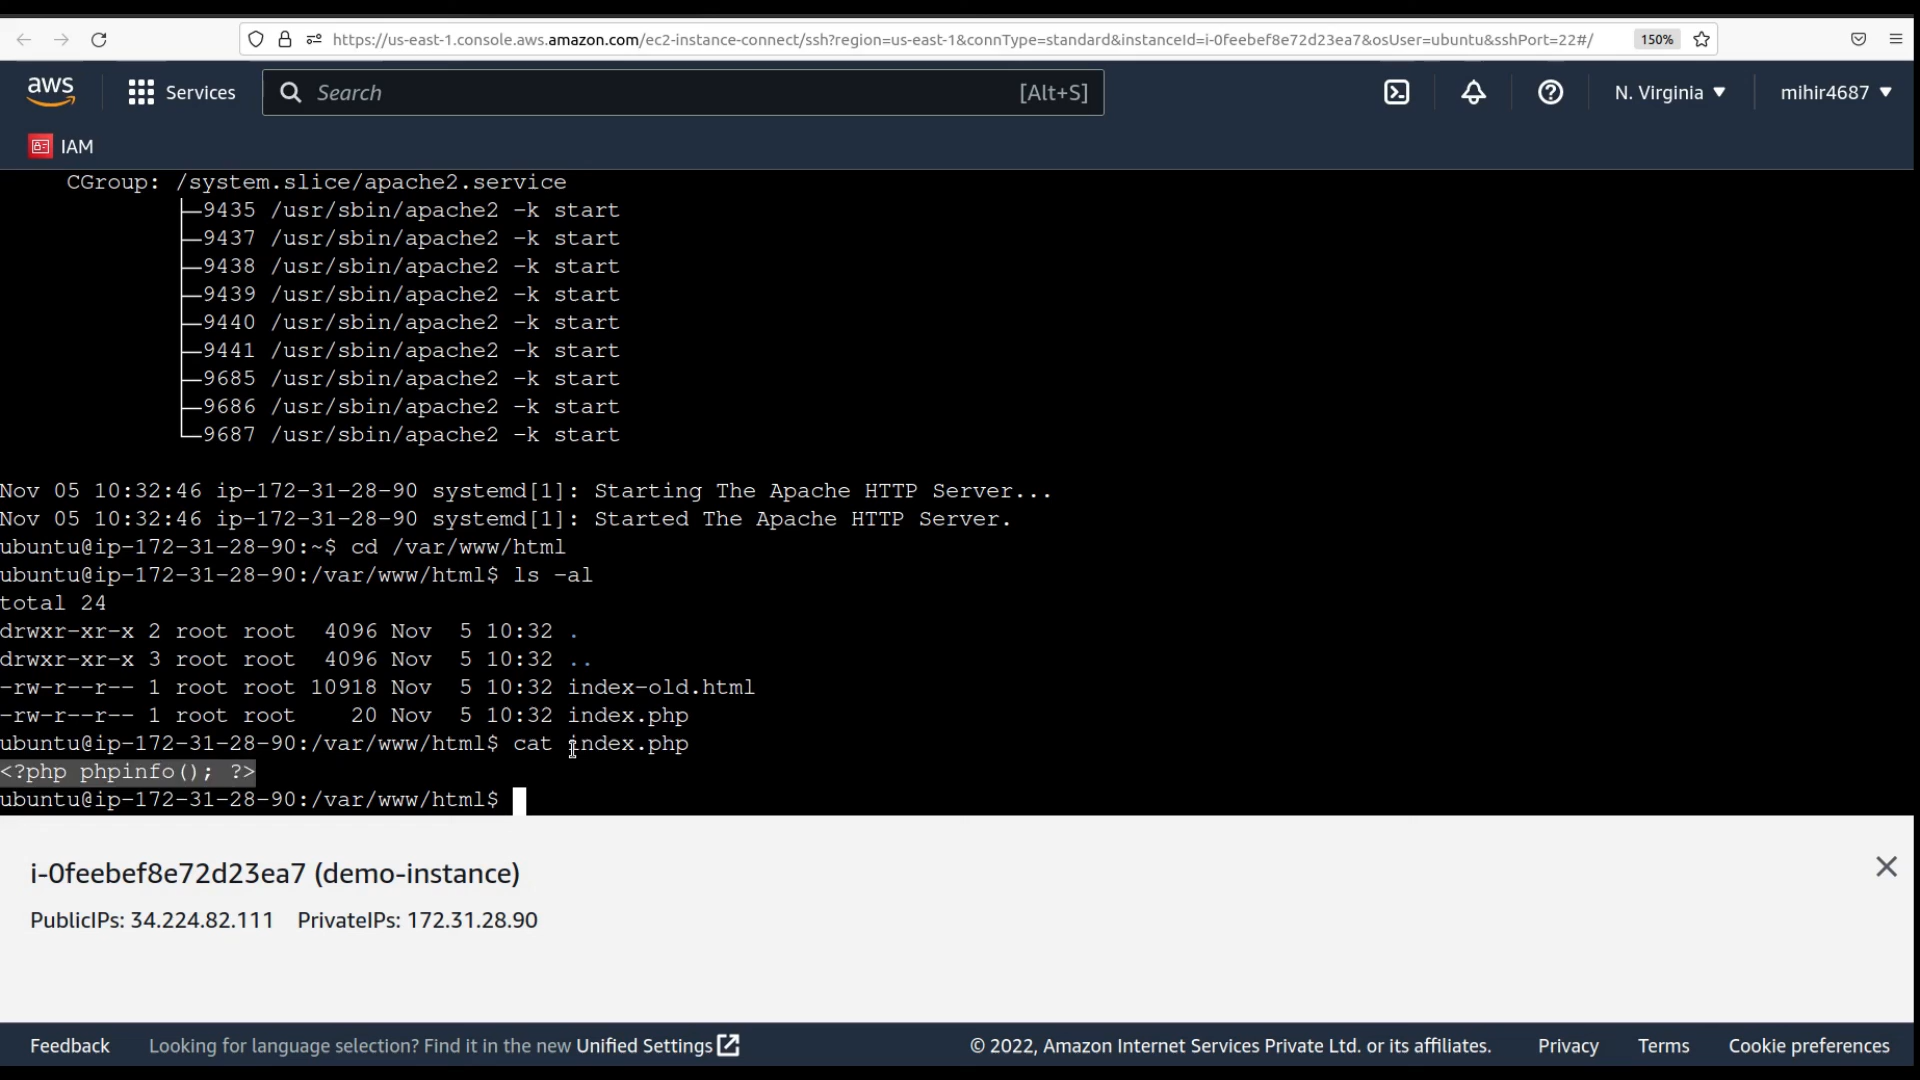 https://us-east-1.console.aws.amazon.com/ec2-instance-connect/ssh?region=us-east-1&connType=standard&instanceId=i-0feebef8e72d23ea7&osUser=ubuntu&sshPort=22#/ 150%
aws Services Search [Alt+S] N. Virginia mihir4687
IAM
CGroup: /system.slice/apache2.service
├─9435 /usr/sbin/apache2 -k start
├─9437 /usr/sbin/apache2 -k start
├─9438 /usr/sbin/apache2 -k start
├─9439 /usr/sbin/apache2 -k start
├─9440 /usr/sbin/apache2 -k start
├─9441 /usr/sbin/apache2 -k start
├─9685 /usr/sbin/apache2 -k start
├─9686 /usr/sbin/apache2 -k start
└─9687 /usr/sbin/apache2 -k start
Nov 05 10:32:46 ip-172-31-28-90 systemd[1]: Starting The Apache HTTP Server...
Nov 05 10:32:46 ip-172-31-28-90 systemd[1]: Started The Apache HTTP Server.
ubuntu@ip-172-31-28-90:~$ cd /var/www/html
ubuntu@ip-172-31-28-90:/var/www/html$ ls -al
total 24
drwxr-xr-x 2 root root 4096 Nov 5 10:32 .
drwxr-xr-x 3 root root 4096 Nov 5 10:32 ..
-rw-r--r-- 1 root root 10918 Nov 5 10:32 index-old.html
-rw-r--r-- 1 root root 20 Nov 5 10:32 index.php
ubuntu@ip-172-31-28-90:/var/www/html$ cat index.php
<?php phpinfo(); ?>
ubuntu@ip-172-31-28-90:/var/www/html$
i-0feebef8e72d23ea7 (demo-instance)
PublicIPs: 34.224.82.111 PrivateIPs: 172.31.28.90
Feedback Looking for language selection? Find it in the new Unified Settings © 2022, Amazon Internet Services Private Ltd. or its affiliates. Privacy Terms Cookie preferences